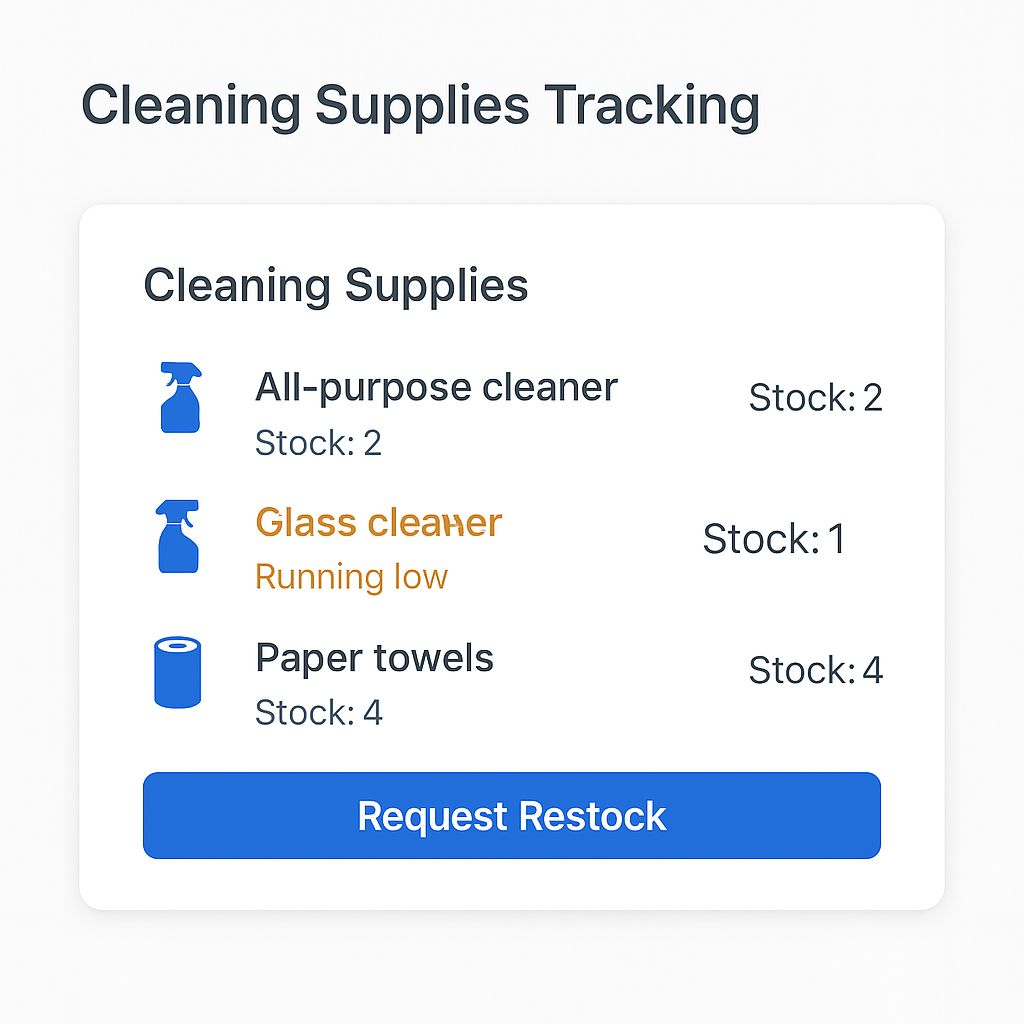 Cleaning Supplies Tracking
Cleaning Supplies
All-purpose cleaner
Stock: 2
Stock: 2
Glass cleaner
Running low
Stock: 1
Paper towels
Stock: 4
Stock: 4
Request Restock